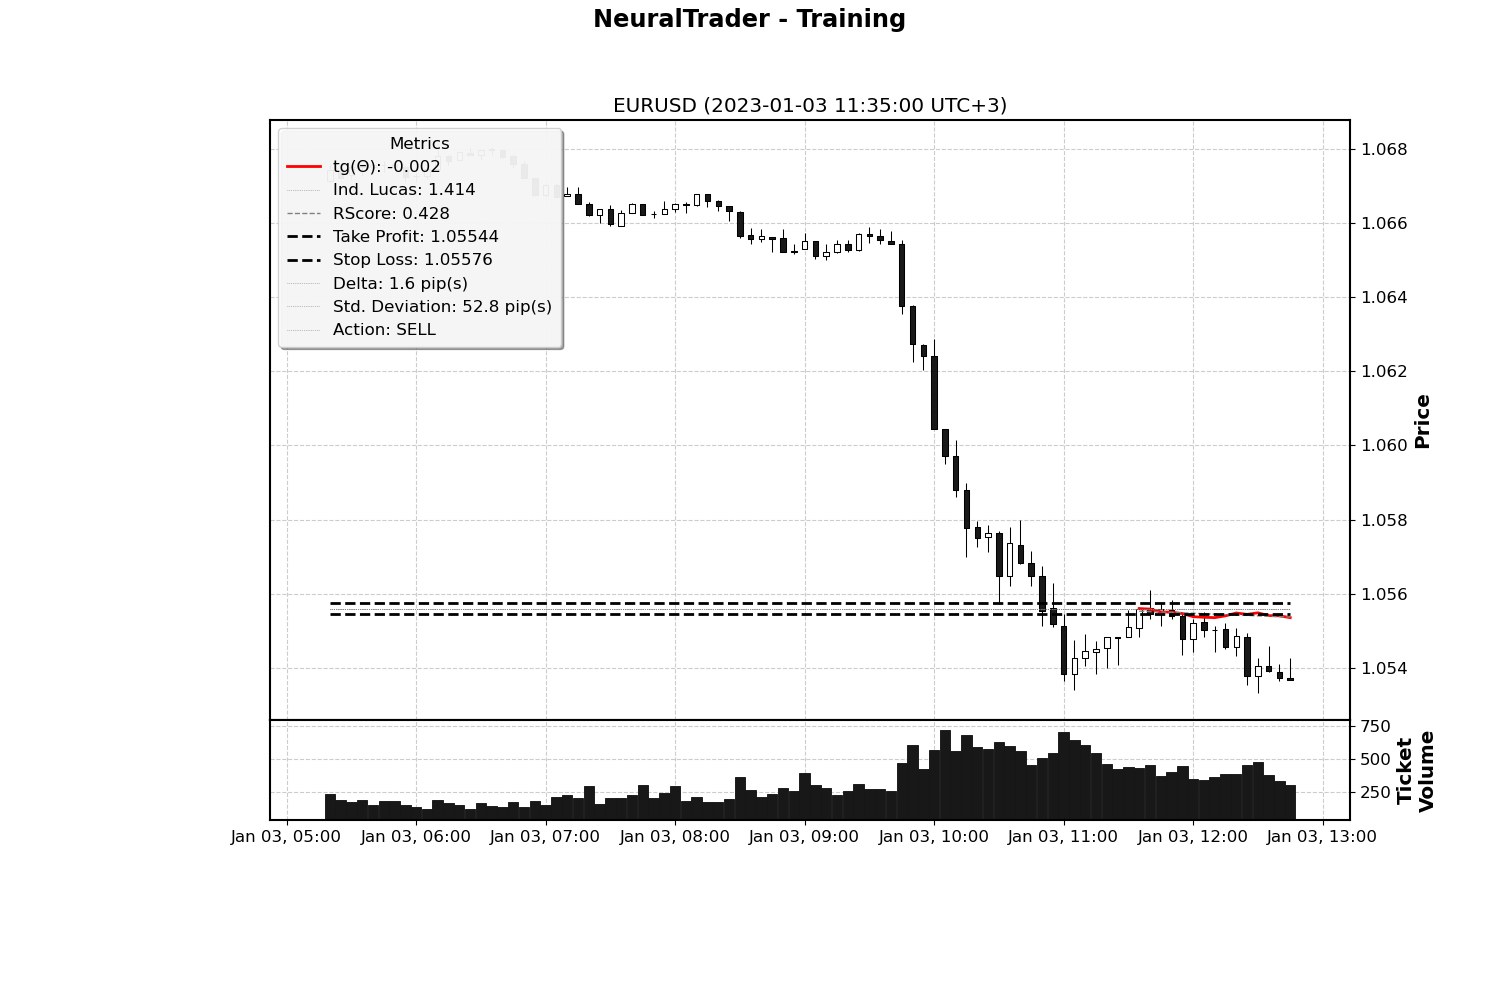 NeuralTrader - Training
EURUSD (2023-01-03 11:35:00 UTC+3)
Metrics
tg(Θ): -0.002
Ind. Lucas: 1.414
RScore: 0.428
Take Profit: 1.05544
Stop Loss: 1.05576
Delta: 1.6 pip(s)
Std. Deviation: 52.8 pip(s)
Action: SELL
1.068
1.066
1.064
1.062
1.060
1.058
1.056
1.054
Price
750
500
250
Ticket
Volume
Jan 03, 05:00 Jan 03, 06:00 Jan 03, 07:00 Jan 03, 08:00 Jan 03, 09:00 Jan 03, 10:00 Jan 03, 11:00 Jan 03, 12:00 Jan 03, 13:00